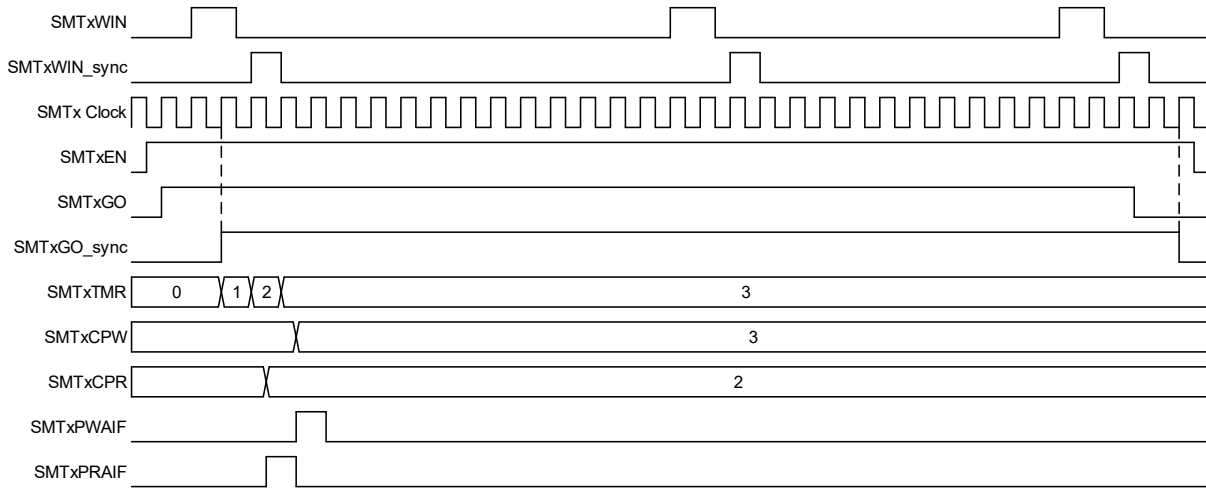 SMTxWIN
SMTxWIN_sync
SMTx Clock
SMTxEN
SMTxGO
SMTxGO_sync
SMTxTMR 0 1 2 3
SMTxCPW 3
SMTxCPR 2
SMTxPWAIF
SMTxPRAIF